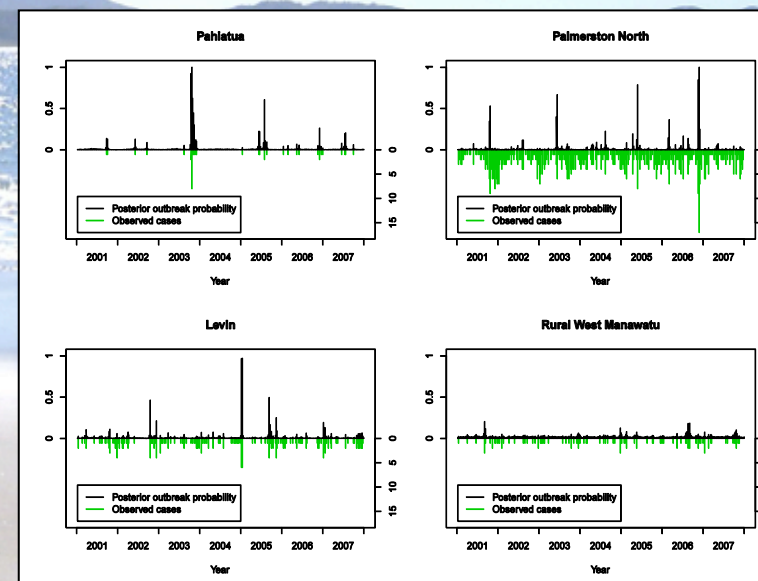 Pahiatua
Palmerston North
1
0.5
0
0
5
10
15
Posterior outbreak probability
Observed cases
2001 2002 2003 2004 2005 2006 2007
Year
1
0.5
0
Posterior outbreak probability
Observed cases
2001 2002 2003 2004 2005 2006 2007
Year
Levin
Rural West Manawatu
1
0.5
0
0
5
10
15
Posterior outbreak probability
Observed cases
2001 2002 2003 2004 2005 2006 2007
Year
1
0.5
0
Posterior outbreak probability
Observed cases
2001 2002 2003 2004 2005 2006 2007
Year